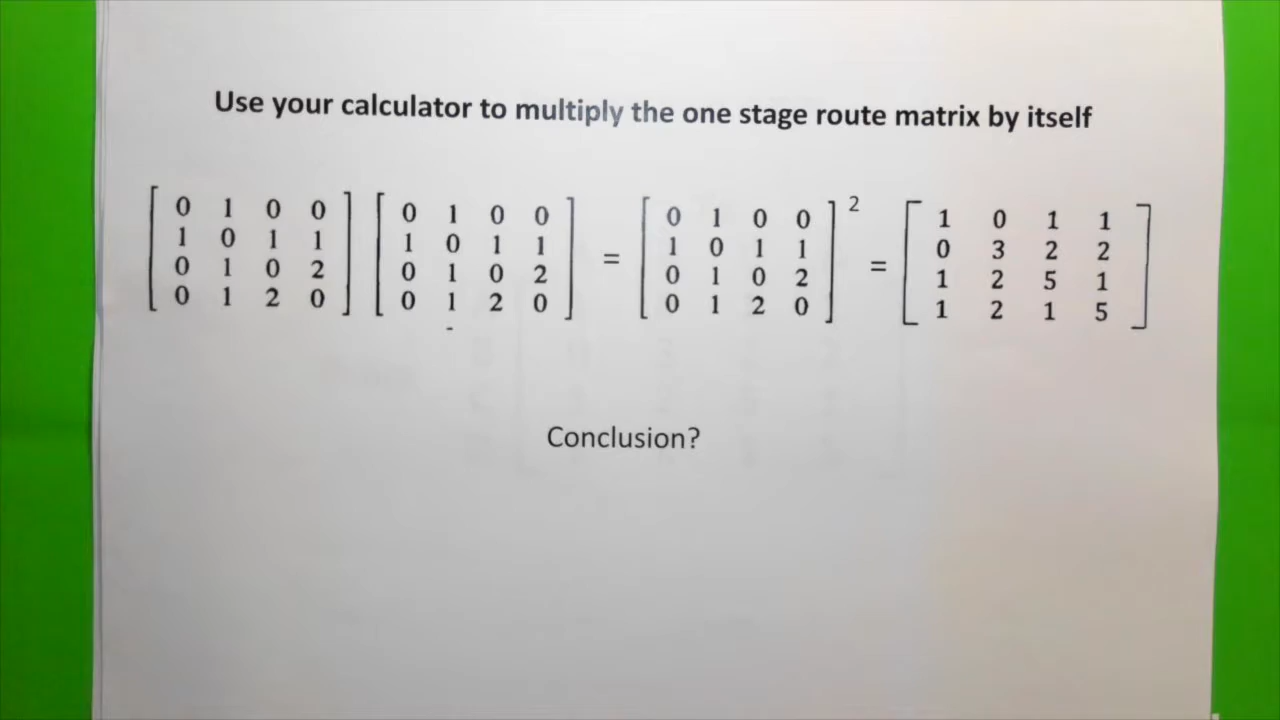 Use your calculator to multiply the one stage route matrix by itself
[0 1 0 0] [0 1 0 0] = [0 1 0 0]² = [1 0 1 1]
[1 0 1 1] [1 0 1 1] [1 0 1 1] [0 3 2 2]
[0 1 0 2] [0 1 0 2] [0 1 0 2] [1 2 5 1]
[0 1 2 0] [0 1 2 0] [0 1 2 0] [1 2 1 5]
Conclusion?